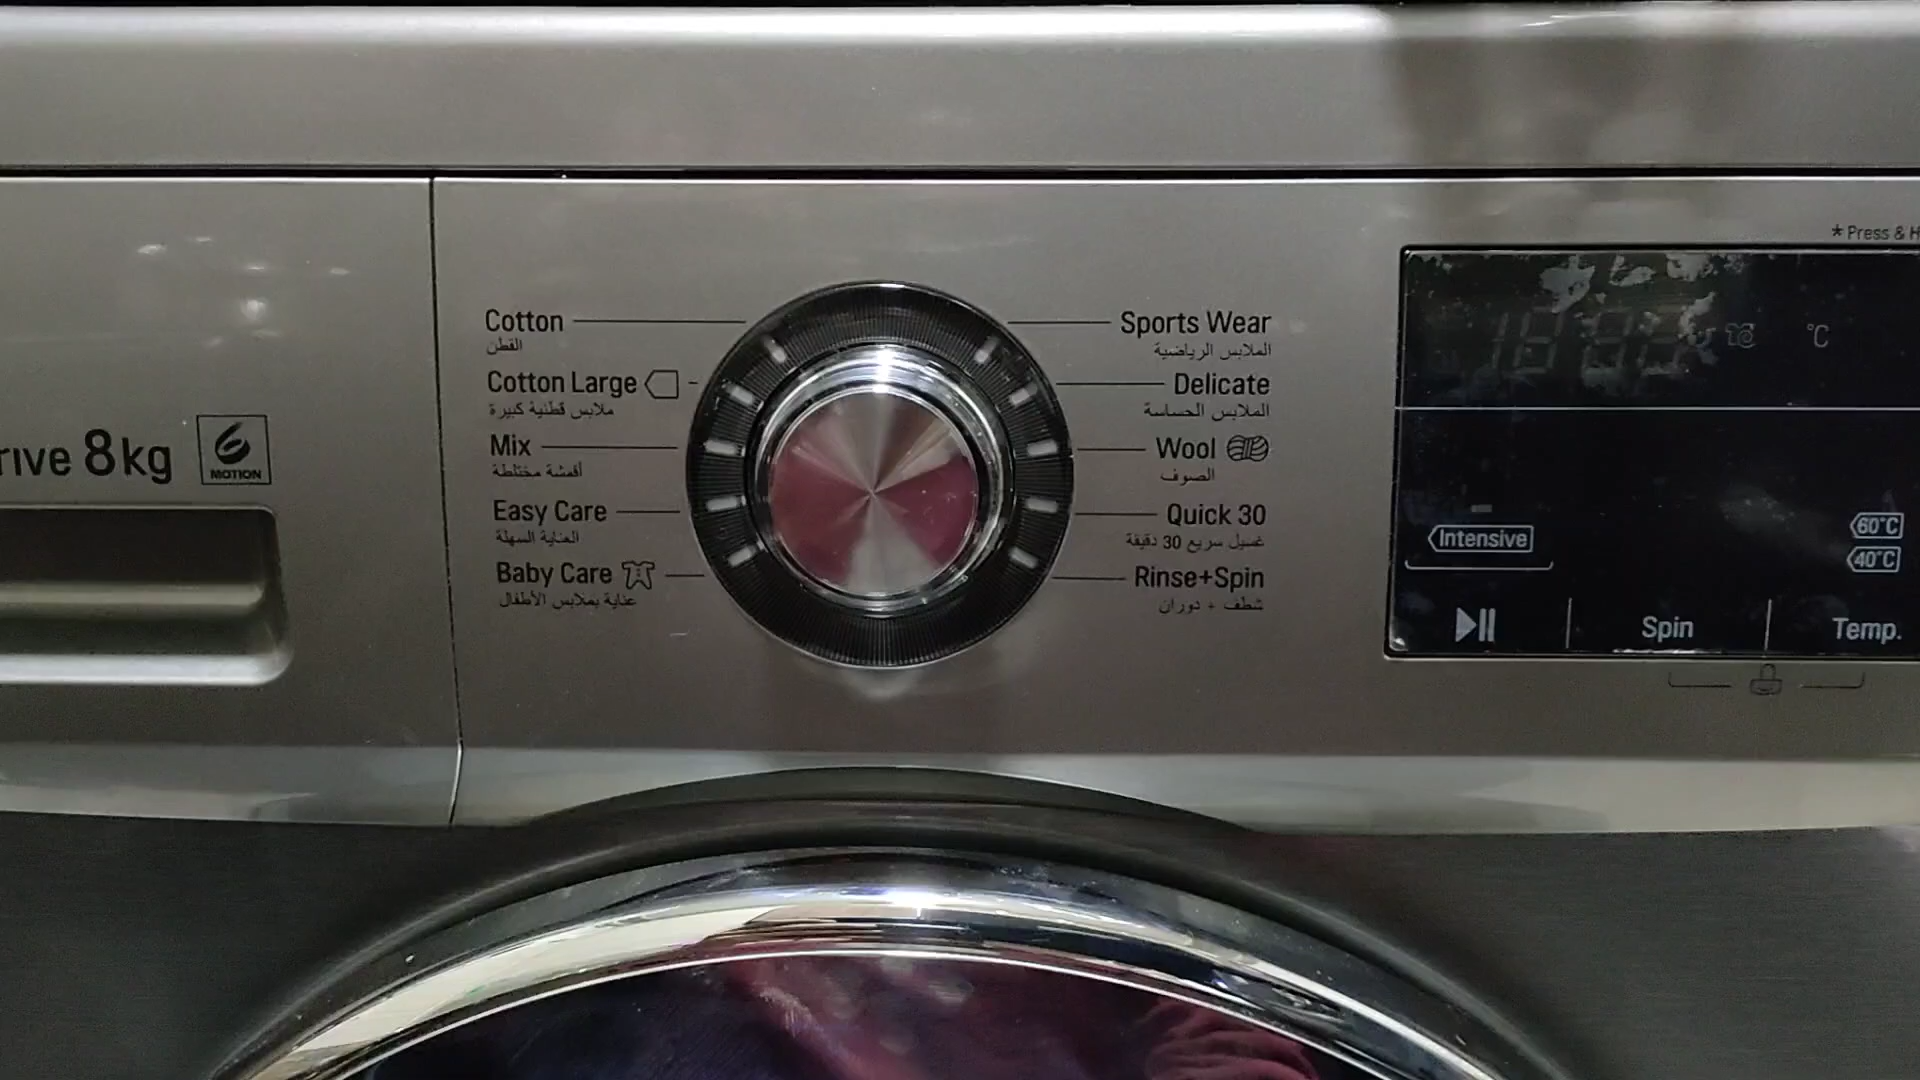 * Press & H
Cotton
القطن
Cotton Large
ملابس قطنية كبيرة
Mix
أقمشة مختلطة
Easy Care
العناية السهلة
Baby Care
عناية بملابس الأطفال
Sports Wear
الملابس الرياضية
Delicate
الملابس الحساسة
Wool
الصوف
Quick 30
غسيل سريع 30 دقيقة
Rinse+Spin
شطف + دوران
rive 8kg
6 MOTION
°C
Intensive
60°C
40°C
Spin
Temp.